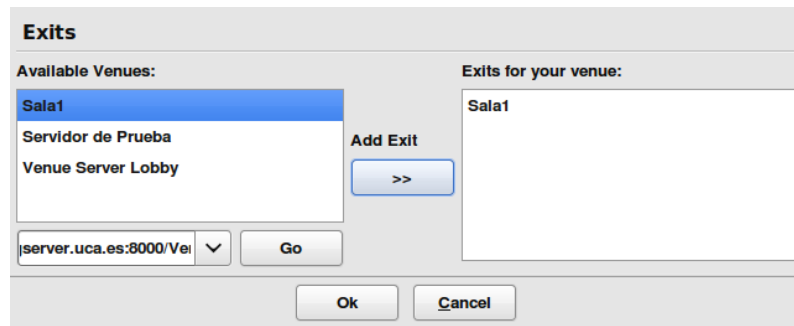 Exits
Available Venues:
Exits for your venue:
Sala1
Servidor de Prueba
Venue Server Lobby
Add Exit
>>
Sala1
server.uca.es:8000/Ve
Go
Ok
Cancel